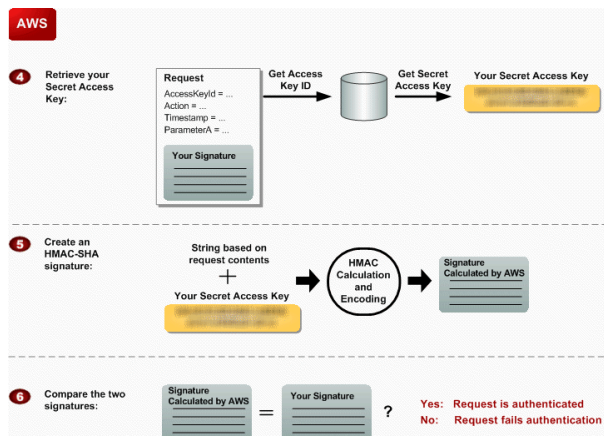 AWS
4 Retrieve your
Secret Access
Key:
Request
AccessKeyId = ...
Action = ...
Timestamp = ...
ParameterA = ...
Your Signature
Get Access
Key ID
Get Secret
Access Key
Your Secret Access Key
5 Create an
HMAC-SHA
signature:
String based on
request contents
+
Your Secret Access Key
HMAC
Calculation
and
Encoding
Signature
Calculated by AWS
6 Compare the two
signatures:
Signature
Calculated by AWS
=
Your Signature
?
Yes: Request is authenticated
No: Request fails authentication